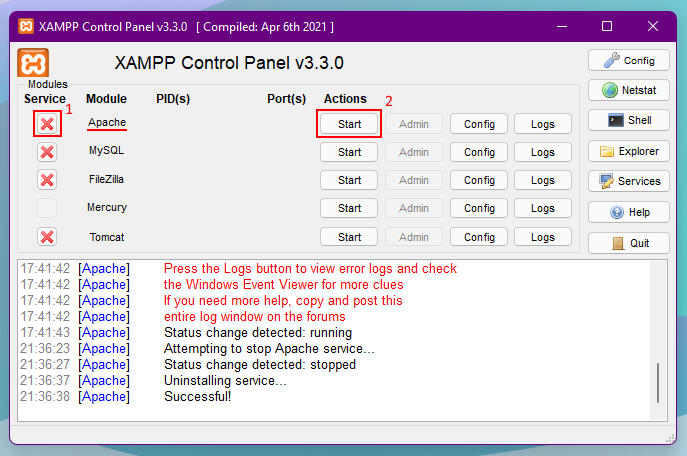 XAMPP Control Panel v3.3.0 [ Compiled: Apr 6th 2021 ]
XAMPP Control Panel v3.3.0
Config
Modules
Service Module PID(s) Port(s) Actions
Netstat
1 2
Apache Start Admin Config Logs
Shell
MySQL Start Admin Config Logs
Explorer
FileZilla Start Admin Config Logs
Services
Mercury Start Admin Config Logs
Help
Tomcat Start Admin Config Logs
Quit
17:41:42 [Apache] Press the Logs button to view error logs and check
17:41:42 [Apache] the Windows Event Viewer for more clues
17:41:42 [Apache] If you need more help, copy and post this
17:41:42 [Apache] entire log window on the forums
17:41:43 [Apache] Status change detected: running
21:36:23 [Apache] Attempting to stop Apache service...
21:36:27 [Apache] Status change detected: stopped
21:36:37 [Apache] Uninstalling service...
21:36:38 [Apache] Successful!